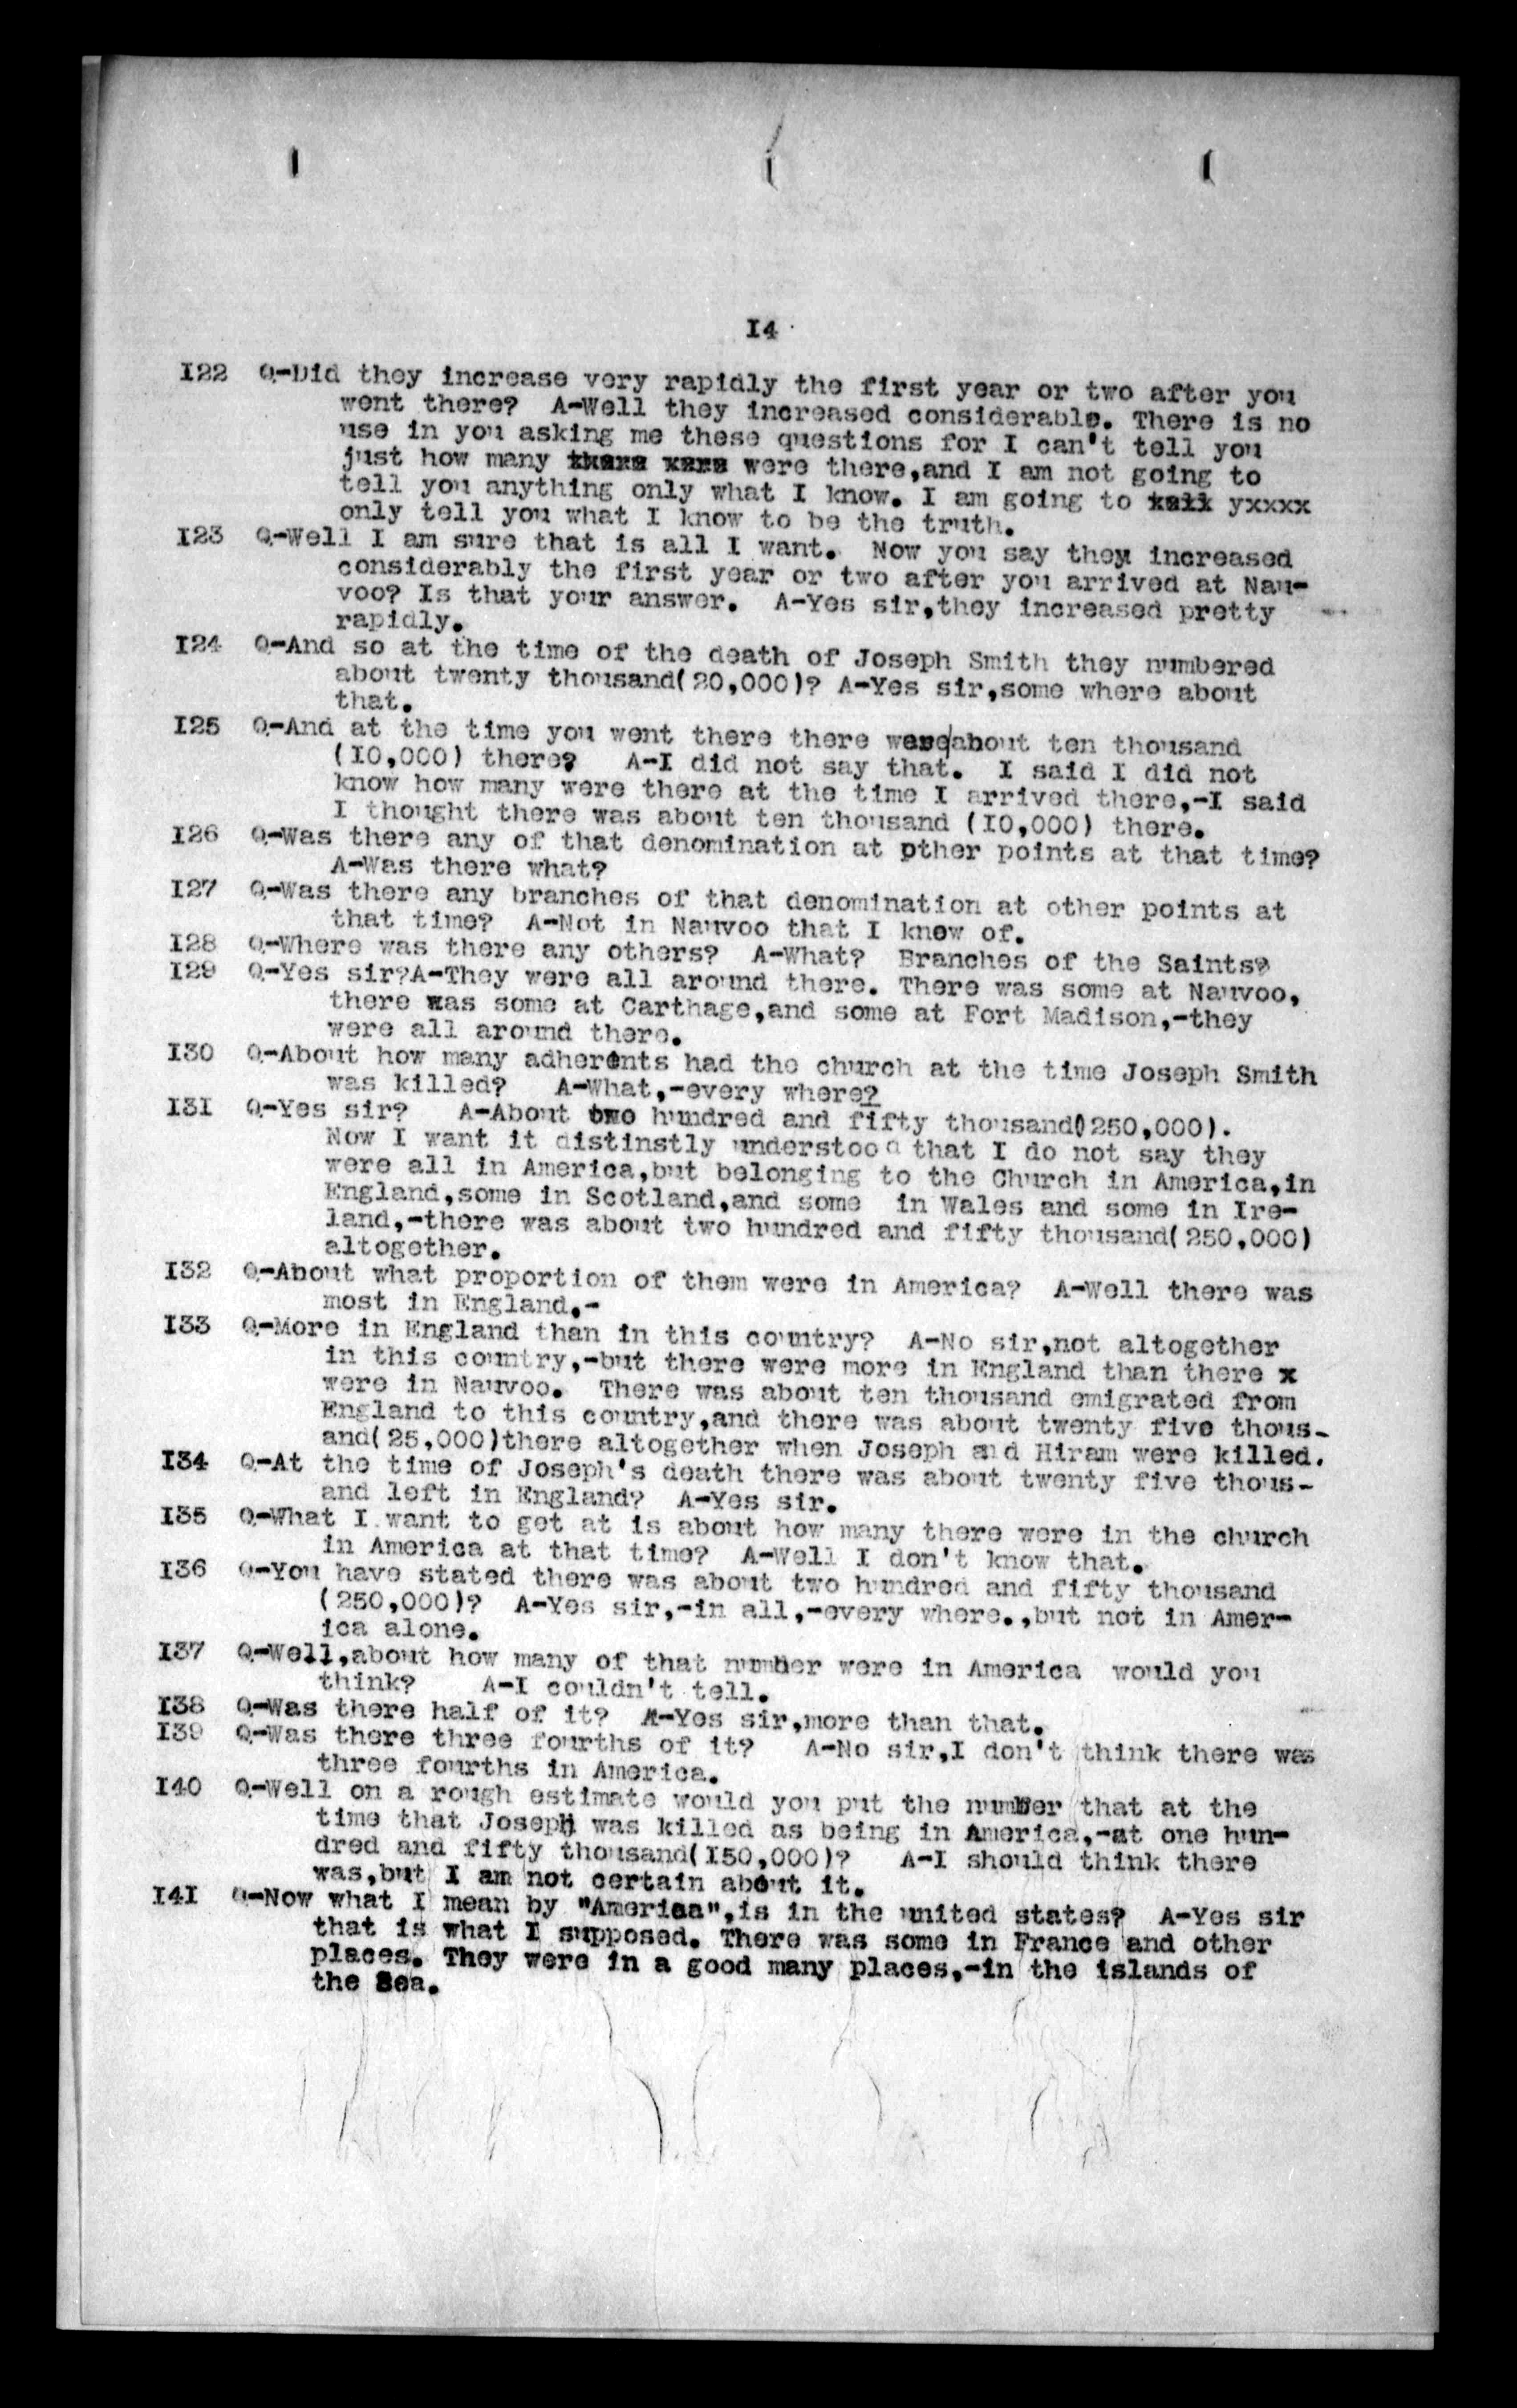 I4
I22 Q-Did they increase very rapidly the first year or two after you
went there? A-Well they increased considerable. There is no
use in you asking me these questions for I can't tell you
just how many were there,and I am not going to
tell you anything only what I know. I am going to yxxxx
only tell you what I know to be the truth.
I23 Q-Well I am sure that is all I want. Now you say they increased
considerably the first year or two after you arrived at Nau-
voo? Is that your answer. A-Yes sir,they increased pretty
rapidly.
I24 Q-And so at the time of the death of Joseph Smith they numbered
about twenty thousand(20,000)? A-Yes sir,some where about
that.
I25 Q-And at the time you went there there were about ten thousand
(I0,000) there? A-I did not say that. I said I did not
know how many were there at the time I arrived there,-I said
I thought there was about ten thousand (I0,000) there.
I26 Q-Was there any of that denomination at pther points at that time?
A-Was there what?
I27 Q-Was there any branches of that denomination at other points at
that time? A-Not in Nauvoo that I knew of.
I28 Q-Where was there any others? A-What? Branches of the Saints?
I29 Q-Yes sir?A-They were all around there. There was some at Nauvoo,
there was some at Carthage,and some at Fort Madison,-they
were all around there.
I30 Q-About how many adherents had the church at the time Joseph Smith
was killed? A-What,-every where?
I3I Q-Yes sir? A-About two hundred and fifty thousand(250,000).
Now I want it distinstly understood that I do not say they
were all in America,but belonging to the Church in America,in
England,some in Scotland,and some in Wales and some in Ire-
land,-there was about two hundred and fifty thousand(250,000)
altogether.
I32 Q-About what proportion of them were in America? A-Well there was
most in England.-
I33 Q-More in England than in this country? A-No sir,not altogether
in this country,-but there were more in England than there x
were in Nauvoo. There was about ten thousand emigrated from
England to this country,and there was about twenty five thous-
and(25,000)there altogether when Joseph and Hiram were killed.
I34 Q-At the time of Joseph's death there was about twenty five thous-
and left in England? A-Yes sir.
I35 Q-What I want to get at is about how many there were in the church
in America at that time? A-Well I don't know that.
I36 Q-You have stated there was about two hundred and fifty thousand
(250,000)? A-Yes sir,-in all,-every where.,but not in Amer-
ica alone.
I37 Q-Well,about how many of that number were in America would you
think? A-I couldn't tell.
I38 Q-Was there half of it? A-Yes sir,more than that.
I39 Q-Was there three fourths of it? A-No sir,I don't think there was
three fourths in America.
I40 Q-Well on a rough estimate would you put the number that at the
time that Joseph was killed as being in America,-at one hun-
dred and fifty thousand(I50,000)? A-I should think there
was,but I am not certain about it.
I4I Q-Now what I mean by "Ameriaa",is in the united states? A-Yes sir
that is what I supposed. There was some in France and other
places. They were in a good many places,-in the islands of
the Sea.